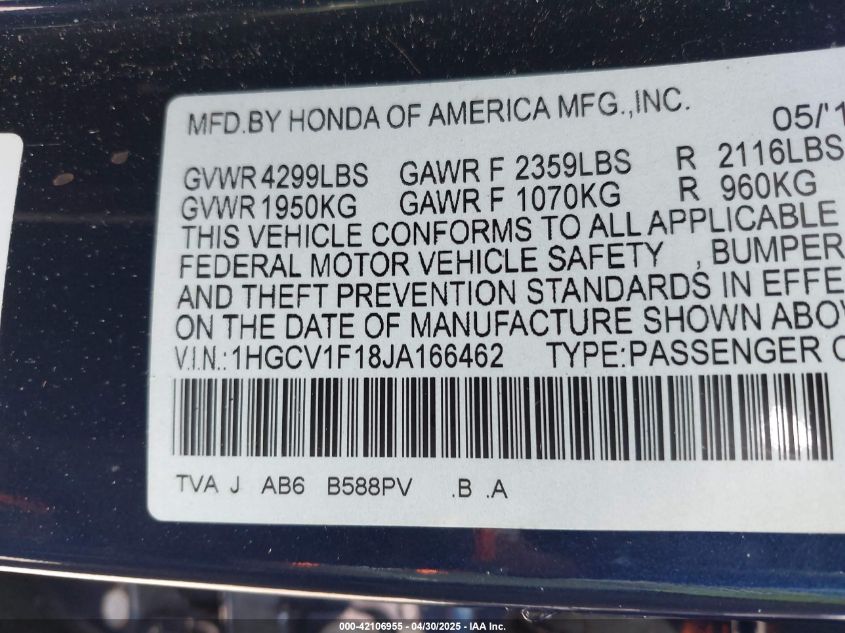 MFD.BY HONDA OF AMERICA MFG.,INC. 05/'1
GVWR 4299LBS GAWR F 2359LBS R 2116LBS
GVWR 1950KG GAWR F 1070KG R 960KG
THIS VEHICLE CONFORMS TO ALL APPLICABLE
FEDERAL MOTOR VEHICLE SAFETY , BUMPER
AND THEFT PREVENTION STANDARDS IN EFFE
ON THE DATE OF MANUFACTURE SHOWN ABOV
V.I.N.:1HGCV1F18JA166462 TYPE:PASSENGER C
TVA J AB6 B588PV .B .A
000-42106955 - 04/30/2025 - IAA Inc.